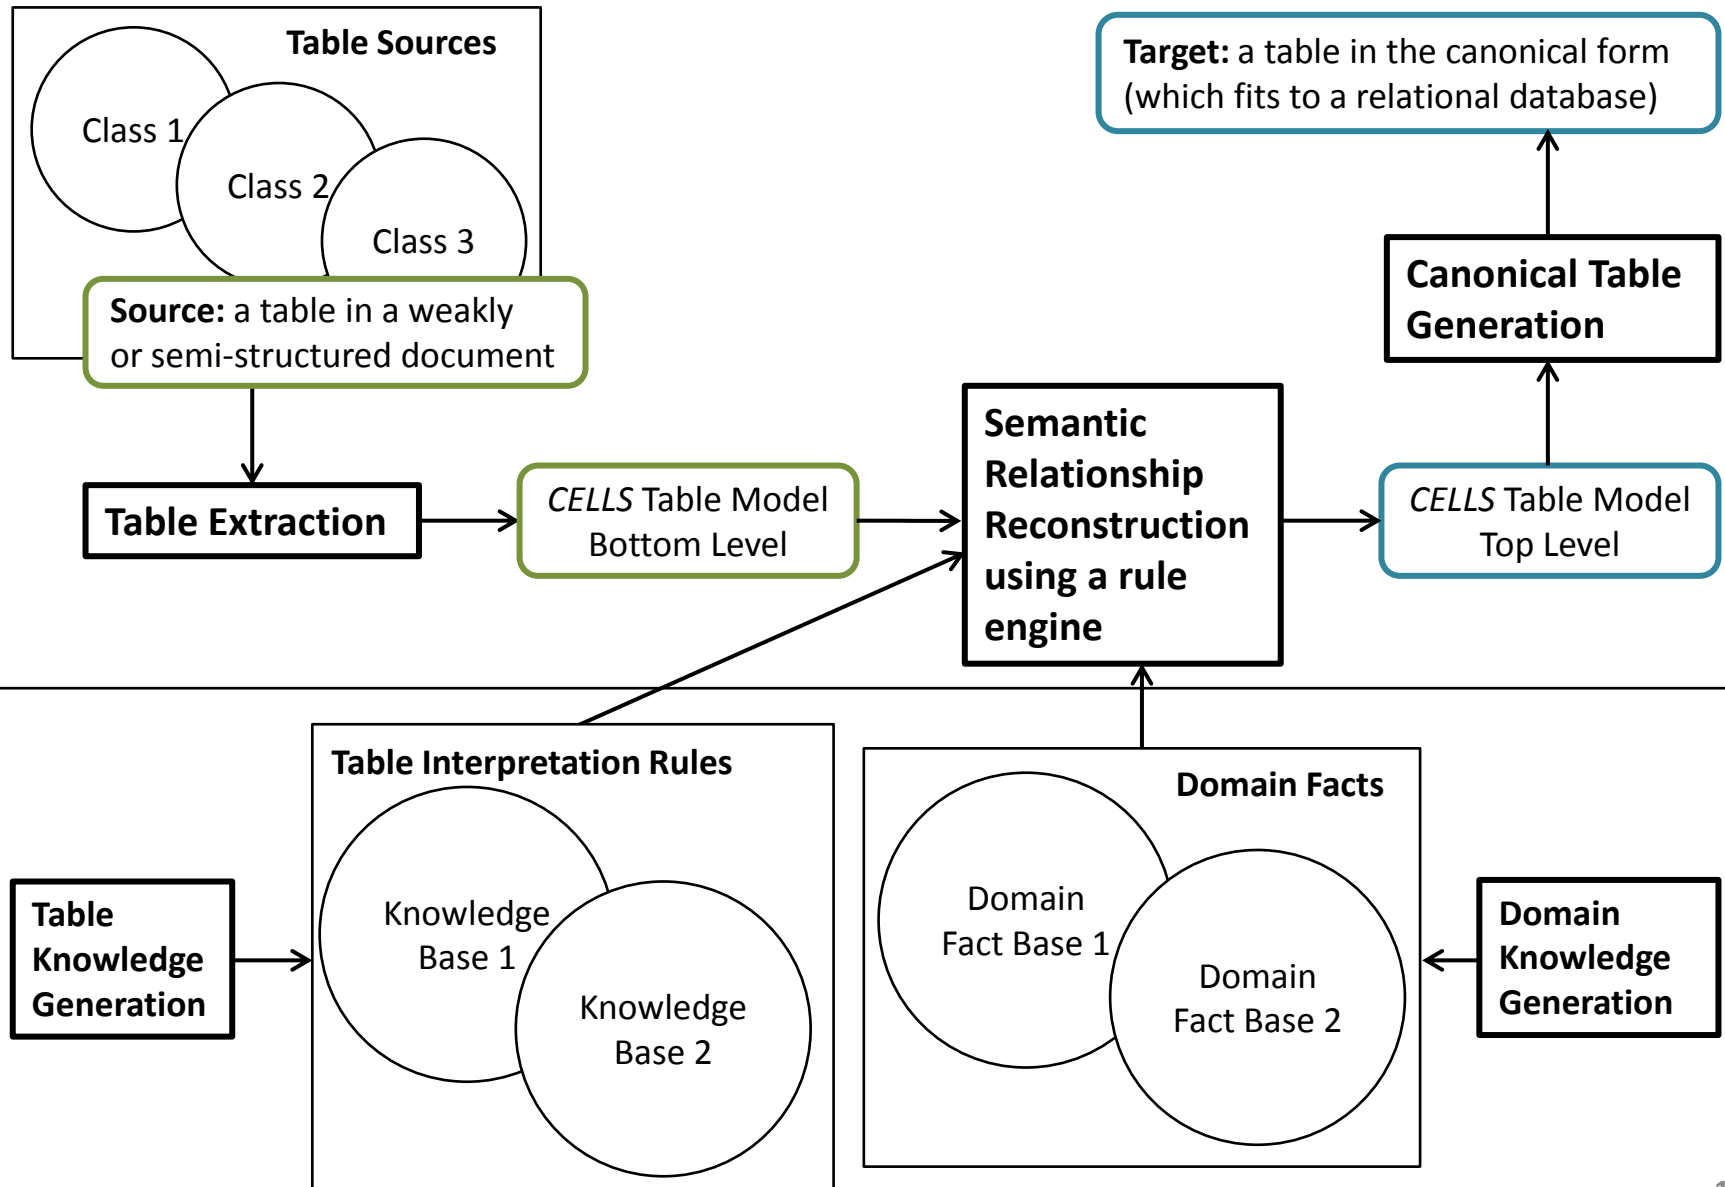 Table Sources
Class 1
Class 2
Class 3
Source: a table in a weakly
or semi-structured document
Target: a table in the canonical form
(which fits to a relational database)
Canonical Table
Generation
Table Extraction
CELLS Table Model
Bottom Level
Semantic
Relationship
Reconstruction
using a rule
engine
CELLS Table Model
Top Level
Table Interpretation Rules
Knowledge
Base 1
Knowledge
Base 2
Domain Facts
Domain
Fact Base 1
Domain
Fact Base 2
Table
Knowledge
Generation
Domain
Knowledge
Generation